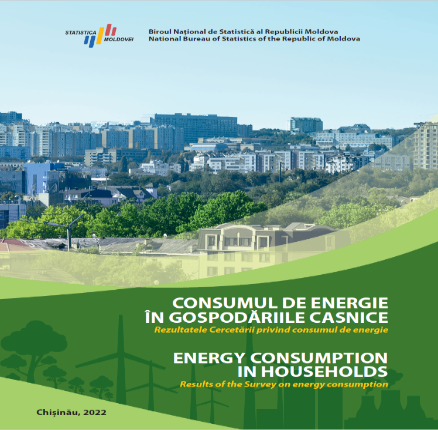 STATISTICA
MOLDOVEI
Biroul Național de Statistică al Republicii Moldova
National Bureau of Statistics of the Republic of Moldova
CONSUMUL DE ENERGIE
ÎN GOSPODĂRIILE CASNICE
Rezultatele Cercetării privind consumul de energie
ENERGY CONSUMPTION
IN HOUSEHOLDS
Results of the Survey on energy consumption
Chișinău, 2022